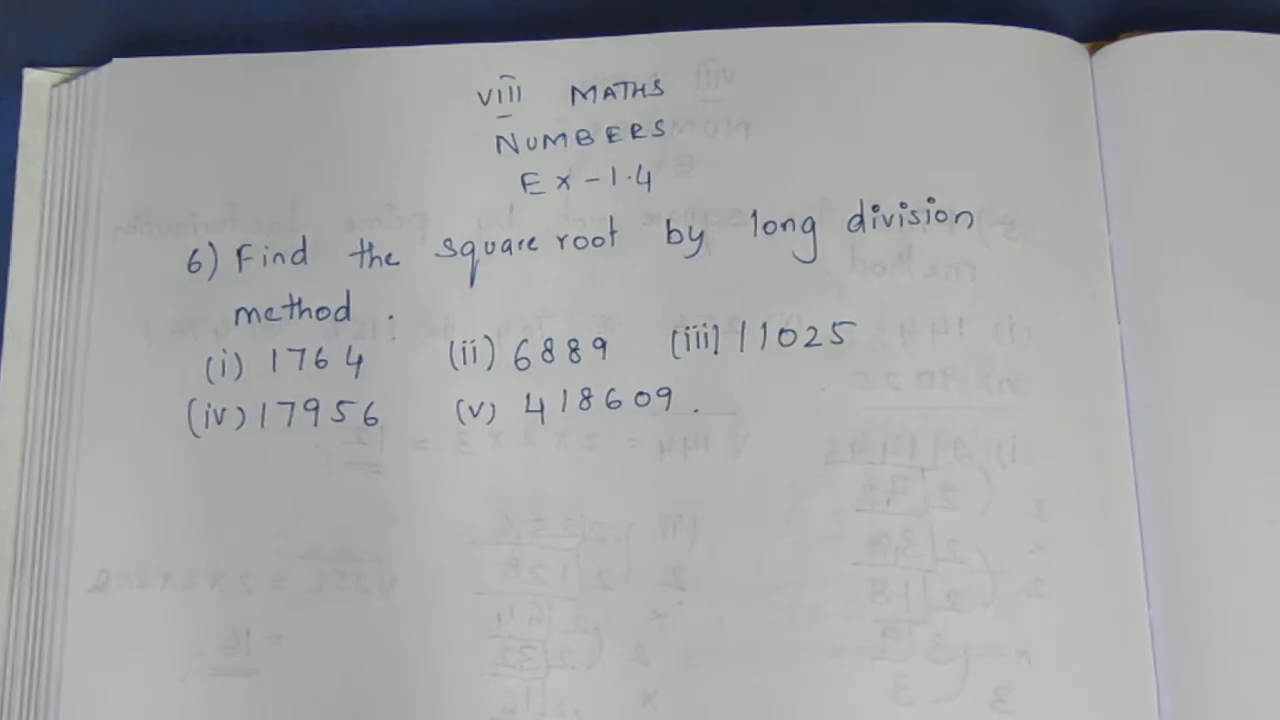 VIII MATHS
NUMBERS
Ex-1.4
6) Find the square root by long division
method.
(i) 1764 (ii) 6889 (iii) 11025
(iv) 17956 (v) 418609.